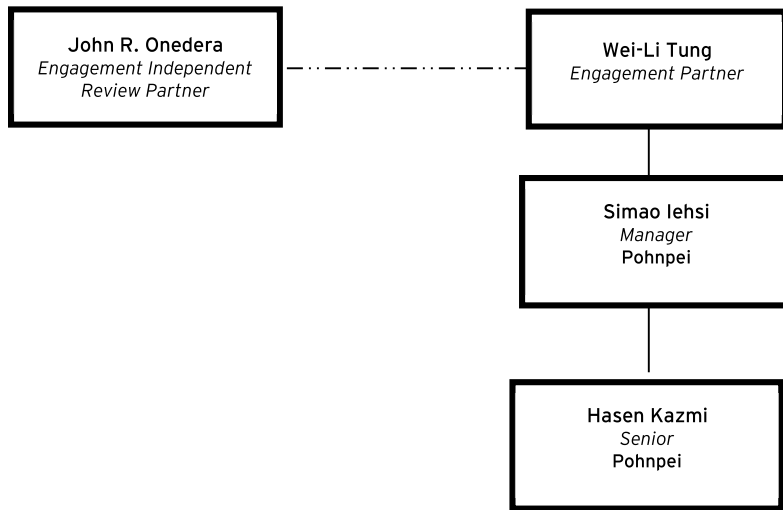 John R. Onedera
Engagement Independent
Review Partner
Wei-Li Tung
Engagement Partner
Simao Iehsi
Manager
Pohnpei
Hasen Kazmi
Senior
Pohnpei